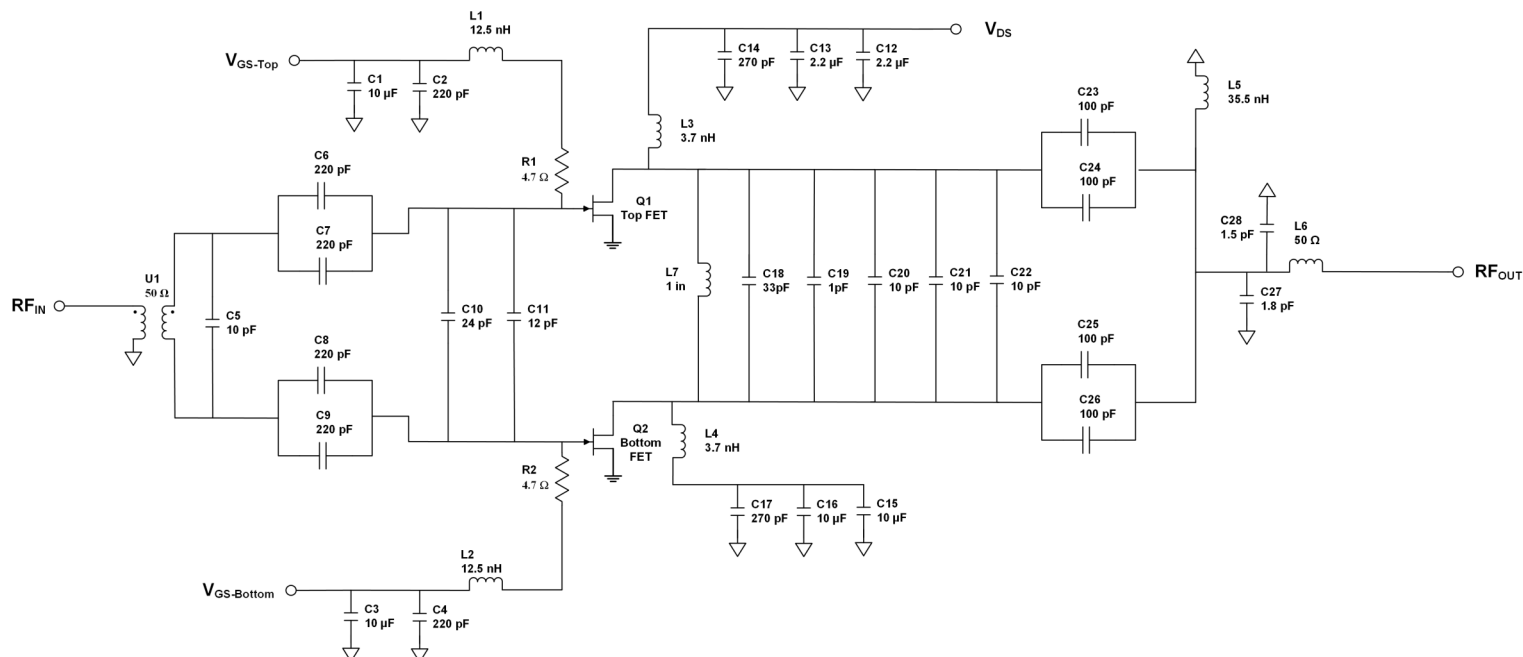 L1
12.5 nH
V_GS-Top
C1
10 µF
C2
220 pF
V_DS
C14
270 pF
C13
2.2 µF
C12
2.2 µF
L3
3.7 nH
L5
35.5 nH
C23
100 pF
C24
100 pF
C6
220 pF
C7
220 pF
R1
4.7 Ω
Q1
Top FET
C28
1.5 pF
L6
50 Ω
U1
50 Ω
RF_IN
RF_OUT
C5
10 pF
C10
24 pF
C11
12 pF
L7
1 in
C18
33pF
C19
1pF
C20
10 pF
C21
10 pF
C22
10 pF
C27
1.8 pF
C8
220 pF
C9
220 pF
C25
100 pF
C26
100 pF
Q2
Bottom
FET
L4
3.7 nH
R2
4.7 Ω
C17
270 pF
C16
10 µF
C15
10 µF
L2
12.5 nH
V_GS-Bottom
C3
10 µF
C4
220 pF